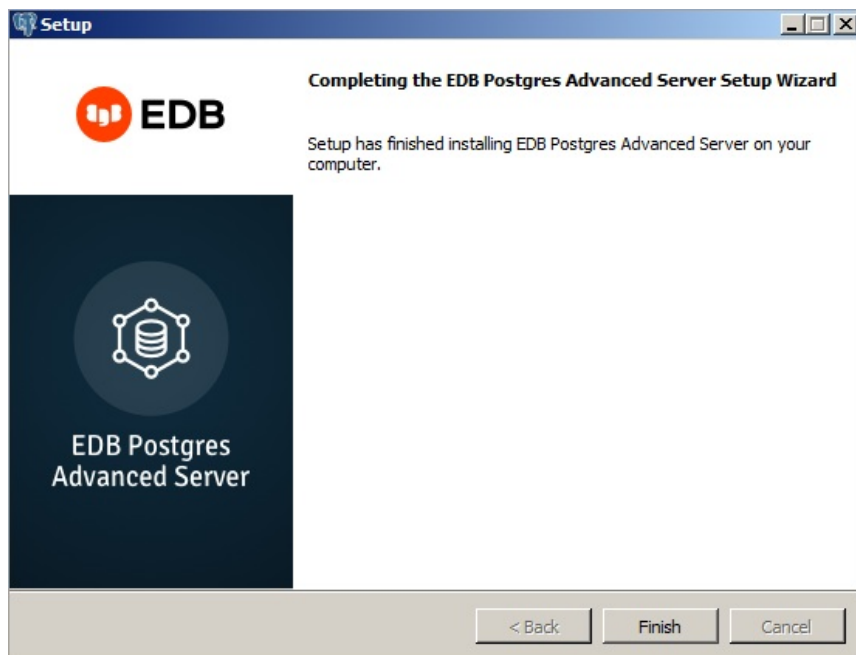 Setup
EDB
Completing the EDB Postgres Advanced Server Setup Wizard
Setup has finished installing EDB Postgres Advanced Server on your
computer.
EDB Postgres
Advanced Server
< Back
Finish
Cancel